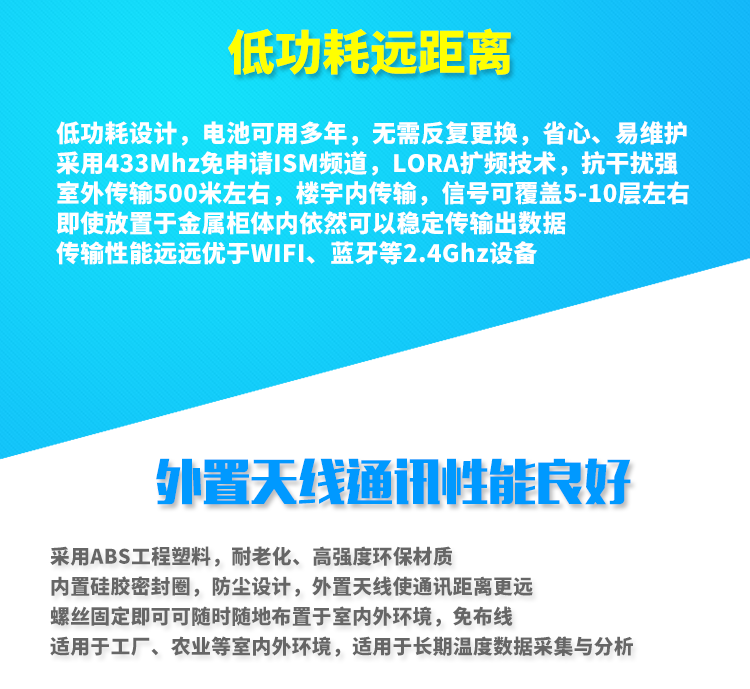 低功耗远距离
低功耗设计，电池可用多年，无需反复更换，省心、易维护
采用433Mhz免申请ISM频道，LORA扩频技术，抗干扰强
室外传输500米左右，楼宇内传输，信号可覆盖5-10层左右
即使放置于金属柜体内依然可以稳定传输出数据
传输性能远远优于WIFI、蓝牙等2.4Ghz设备
外置天线通讯性能良好
采用ABS工程塑料，耐老化、高强度环保材质
内置硅胶密封圈，防尘设计，外置天线使通讯距离更远
螺丝固定即可可随时随地布置于室内外环境，免布线
适用于工厂、农业等室内外环境，适用于长期温度数据采集与分析